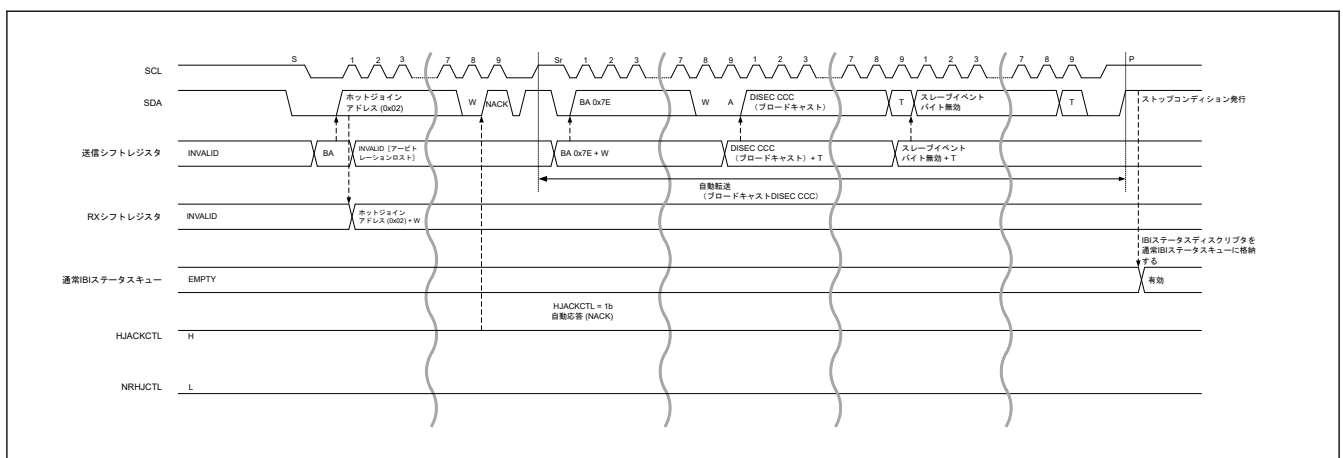 S 1 2 3 7 8 9 Sr 1 2 3 7 8 9 1 2 3 7 8 9 1 2 3 7 8 9 P
SCL
SDA
ホットジョイン
アドレス (0x02)
W
NACK
BA 0x7E
W
A
DISEC CCC
(ブロードキャスト)
T
スレーブイベント
バイト無効
T
ストップコンディション発行
送信シフトレジスタ
INVALID
BA
INVALID [アービト
レーションロスト]
BA 0x7E + W
DISEC CCC
(ブロードキャスト) + T
スレーブイベント
バイト無効 + T
自動転送
(ブロードキャストDISEC CCC)
RXシフトレジスタ
INVALID
ホットジョイン
アドレス (0x02) + W
IBIステータスディスクリプタを
通常IBIステータスキューに格納
する
通常IBIステータスキュー
EMPTY
有効
HJACKCTL = 1b
自動応答 (NACK)
HJACKCTL
H
NRHJCTL
L